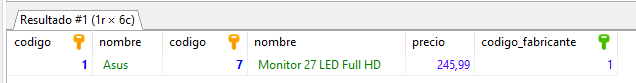 Resultado #1 (1r × 6c)
codigo nombre codigo nombre precio codigo_fabricante
1 Asus 7 Monitor 27 LED Full HD 245,99 1